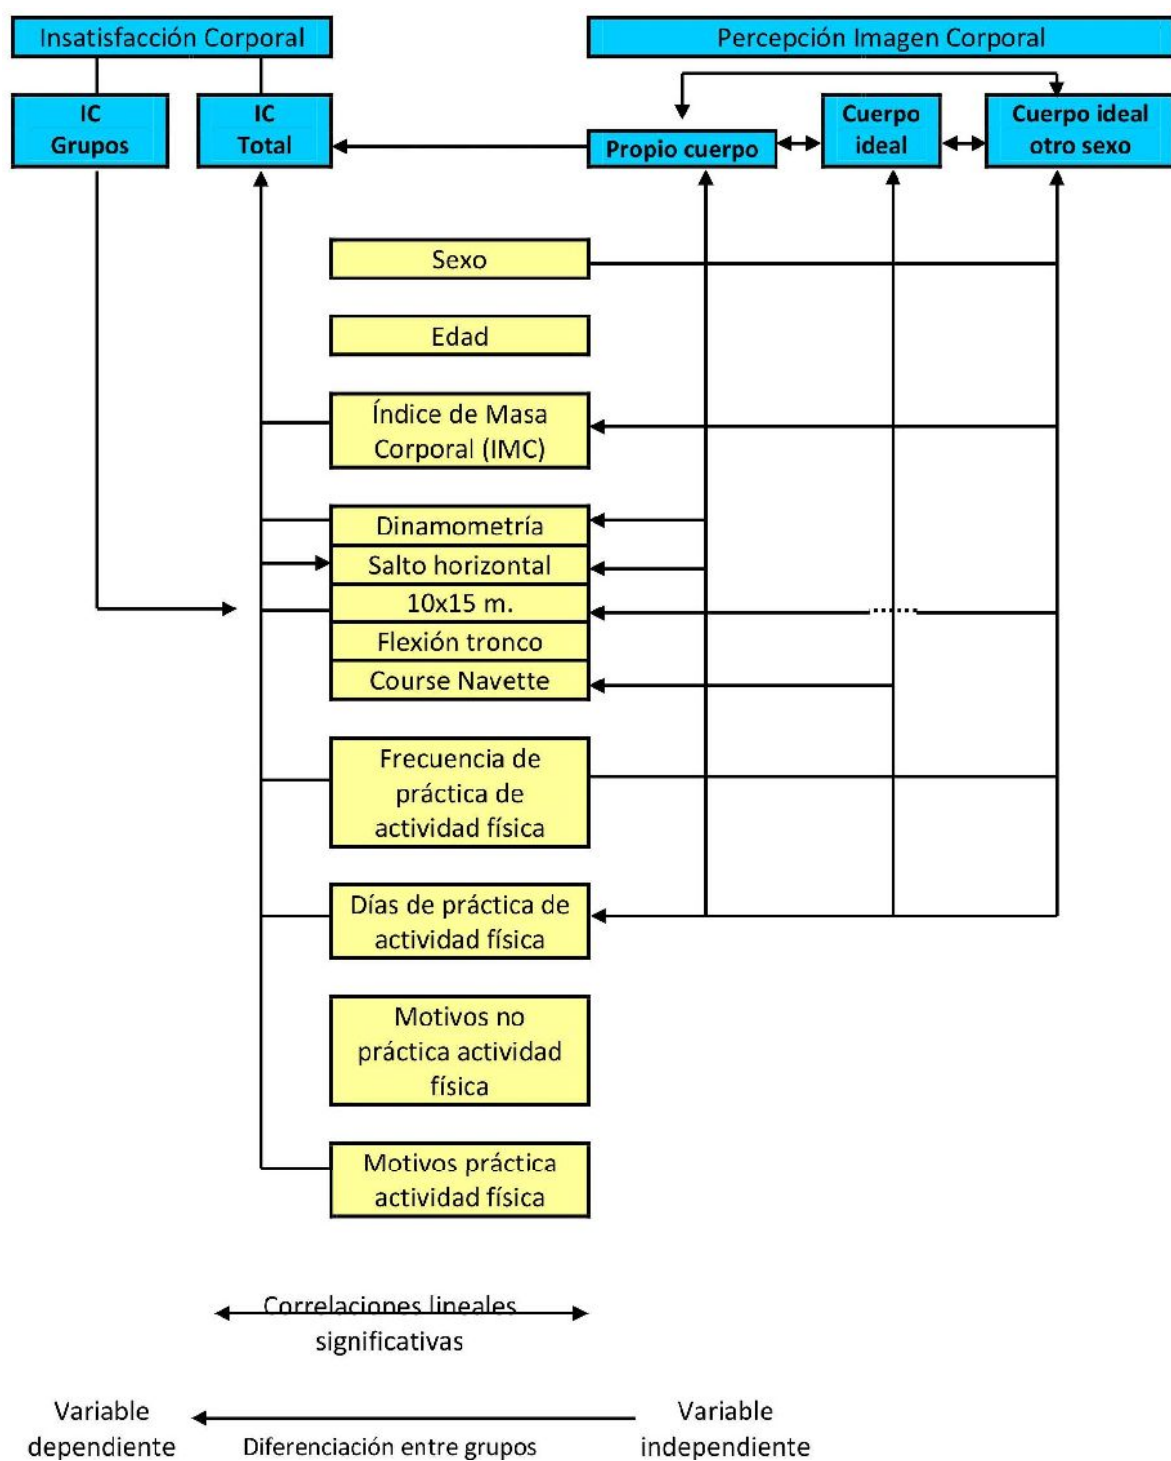 Insatisfacción Corporal
Percepción Imagen Corporal
IC
Grupos
IC
Total
Propio cuerpo
Cuerpo
ideal
Cuerpo ideal
otro sexo
Sexo
Edad
Índice de Masa
Corporal (IMC)
Dinamometría
Salto horizontal
10x15 m.
Flexión tronco
Course Navette
Frecuencia de
práctica de
actividad física
Días de práctica de
actividad física
Motivos no
práctica actividad
física
Motivos práctica
actividad física
Correlaciones lineales
significativas
Variable
dependiente
Diferenciación entre grupos
Variable
independiente